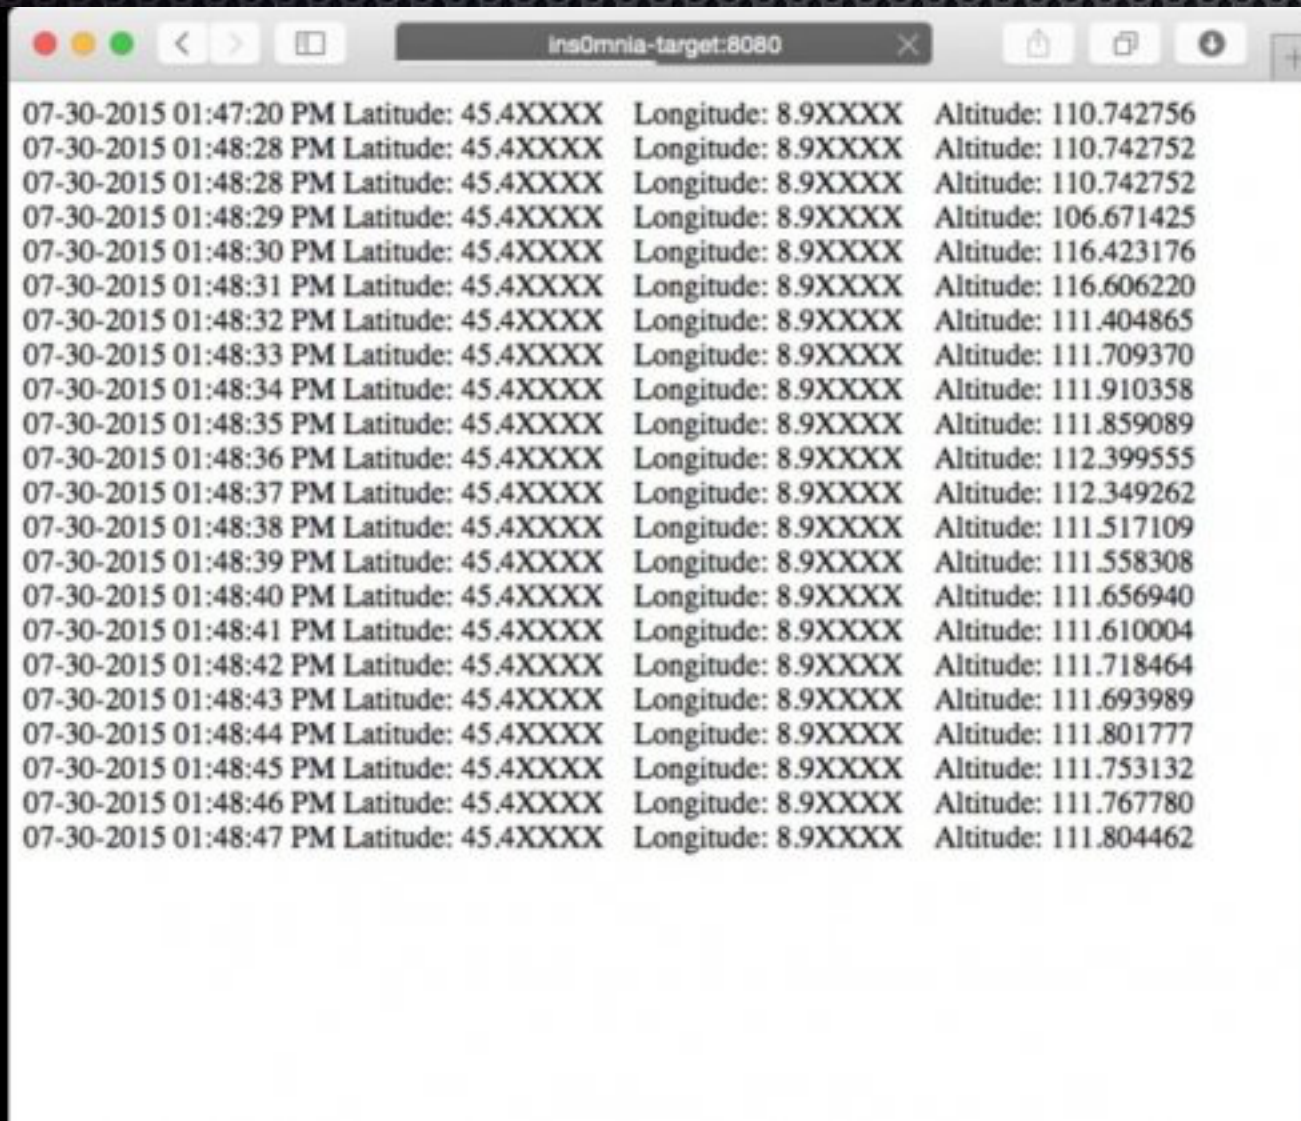 ins0mnia-target:8080
07-30-2015 01:47:20 PM Latitude: 45.4XXXX Longitude: 8.9XXXX Altitude: 110.742756
07-30-2015 01:48:28 PM Latitude: 45.4XXXX Longitude: 8.9XXXX Altitude: 110.742752
07-30-2015 01:48:28 PM Latitude: 45.4XXXX Longitude: 8.9XXXX Altitude: 110.742752
07-30-2015 01:48:29 PM Latitude: 45.4XXXX Longitude: 8.9XXXX Altitude: 106.671425
07-30-2015 01:48:30 PM Latitude: 45.4XXXX Longitude: 8.9XXXX Altitude: 116.423176
07-30-2015 01:48:31 PM Latitude: 45.4XXXX Longitude: 8.9XXXX Altitude: 116.606220
07-30-2015 01:48:32 PM Latitude: 45.4XXXX Longitude: 8.9XXXX Altitude: 111.404865
07-30-2015 01:48:33 PM Latitude: 45.4XXXX Longitude: 8.9XXXX Altitude: 111.709370
07-30-2015 01:48:34 PM Latitude: 45.4XXXX Longitude: 8.9XXXX Altitude: 111.910358
07-30-2015 01:48:35 PM Latitude: 45.4XXXX Longitude: 8.9XXXX Altitude: 111.859089
07-30-2015 01:48:36 PM Latitude: 45.4XXXX Longitude: 8.9XXXX Altitude: 112.399555
07-30-2015 01:48:37 PM Latitude: 45.4XXXX Longitude: 8.9XXXX Altitude: 112.349262
07-30-2015 01:48:38 PM Latitude: 45.4XXXX Longitude: 8.9XXXX Altitude: 111.517109
07-30-2015 01:48:39 PM Latitude: 45.4XXXX Longitude: 8.9XXXX Altitude: 111.558308
07-30-2015 01:48:40 PM Latitude: 45.4XXXX Longitude: 8.9XXXX Altitude: 111.656940
07-30-2015 01:48:41 PM Latitude: 45.4XXXX Longitude: 8.9XXXX Altitude: 111.610004
07-30-2015 01:48:42 PM Latitude: 45.4XXXX Longitude: 8.9XXXX Altitude: 111.718464
07-30-2015 01:48:43 PM Latitude: 45.4XXXX Longitude: 8.9XXXX Altitude: 111.693989
07-30-2015 01:48:44 PM Latitude: 45.4XXXX Longitude: 8.9XXXX Altitude: 111.801777
07-30-2015 01:48:45 PM Latitude: 45.4XXXX Longitude: 8.9XXXX Altitude: 111.753132
07-30-2015 01:48:46 PM Latitude: 45.4XXXX Longitude: 8.9XXXX Altitude: 111.767780
07-30-2015 01:48:47 PM Latitude: 45.4XXXX Longitude: 8.9XXXX Altitude: 111.804462